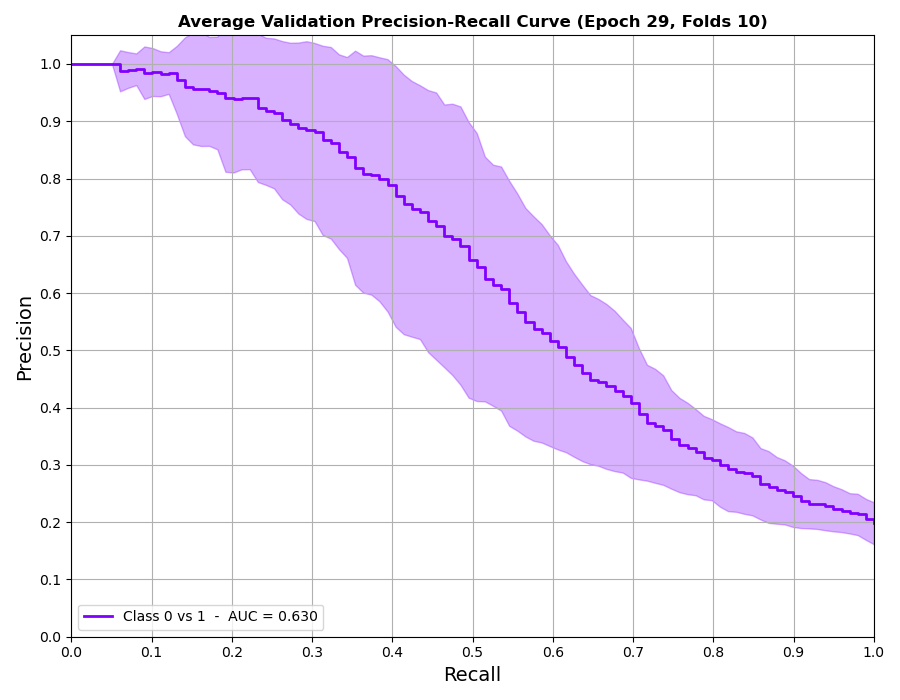 Average Validation Precision-Recall Curve (Epoch 29, Folds 10)
Precision
1.0
0.9
0.8
0.7
0.6
0.5
0.4
0.3
0.2
0.1
0.0
Class 0 vs 1 - AUC = 0.630
0.0 0.1 0.2 0.3 0.4 0.5 0.6 0.7 0.8 0.9 1.0
Recall